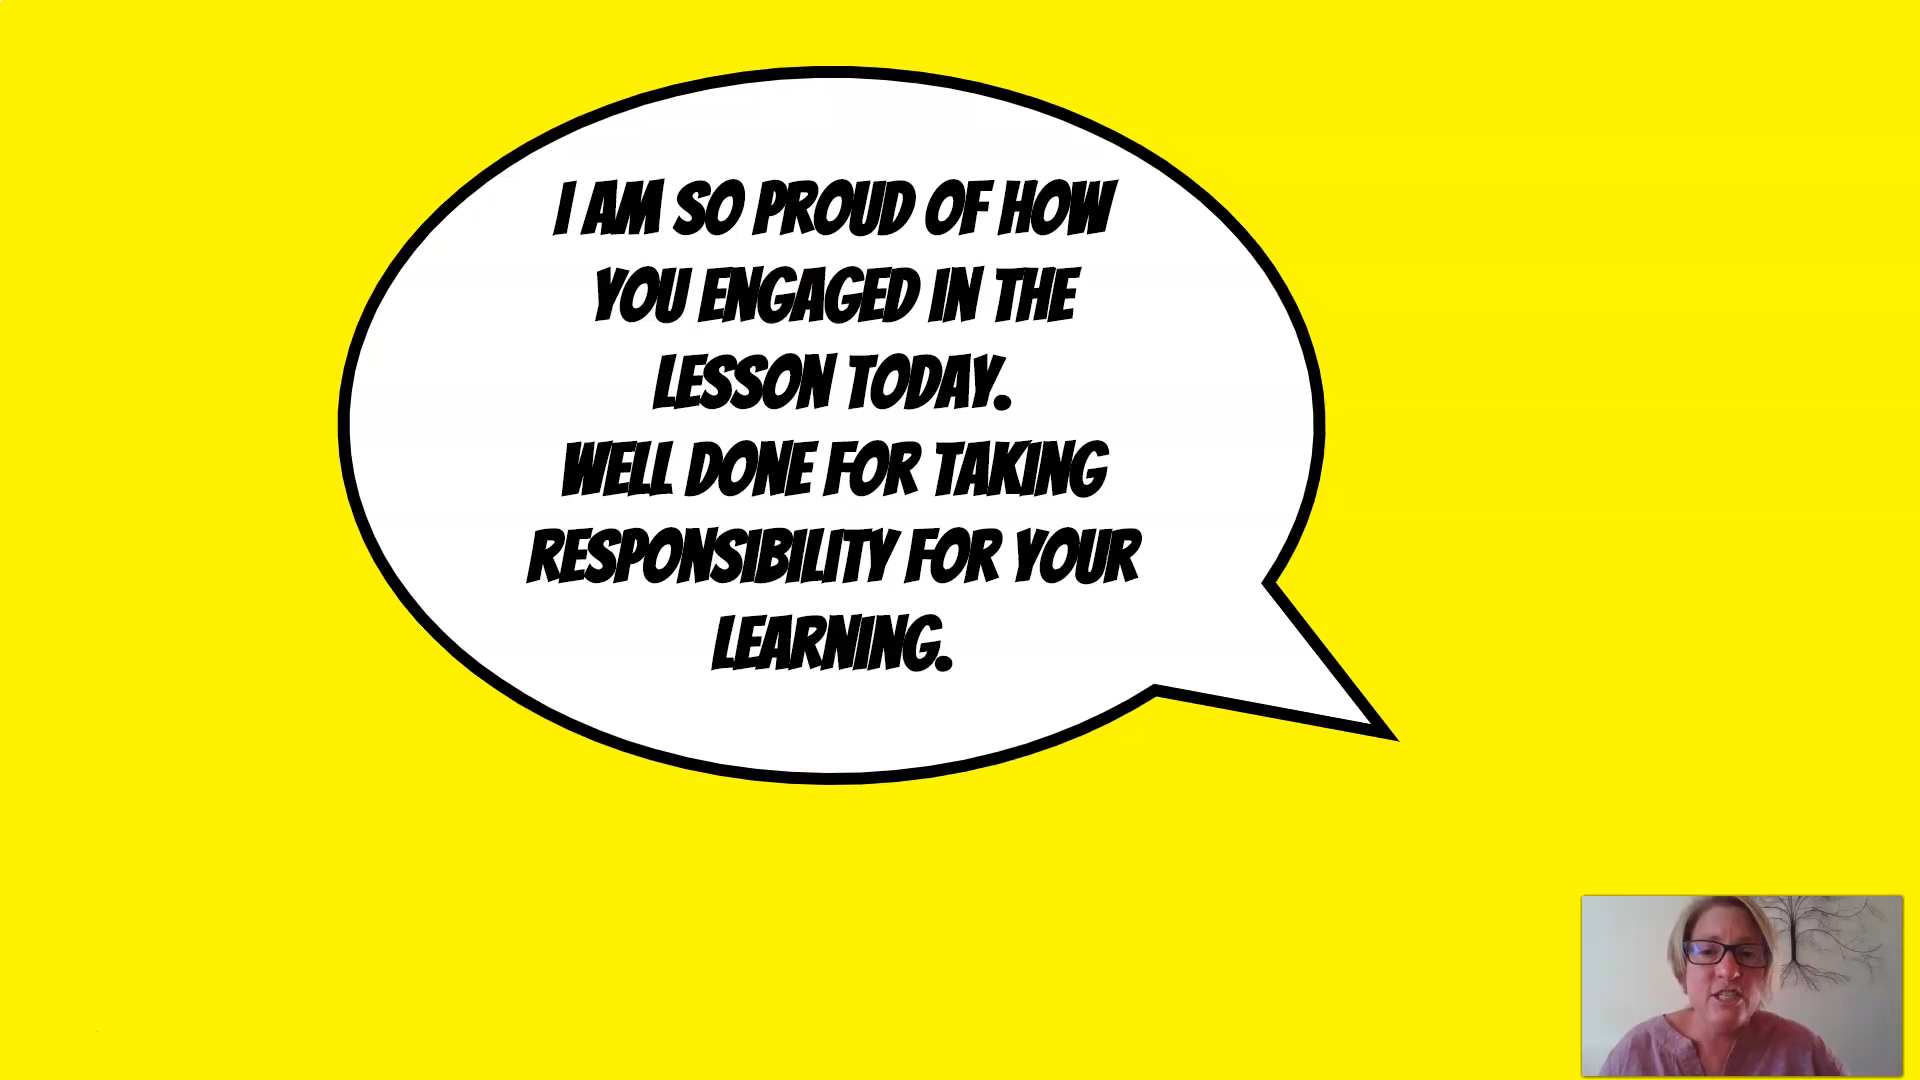 I AM SO PROUD OF HOW
YOU ENGAGED IN THE
LESSON TODAY.
WELL DONE FOR TAKING
RESPONSIBILITY FOR YOUR
LEARNING.